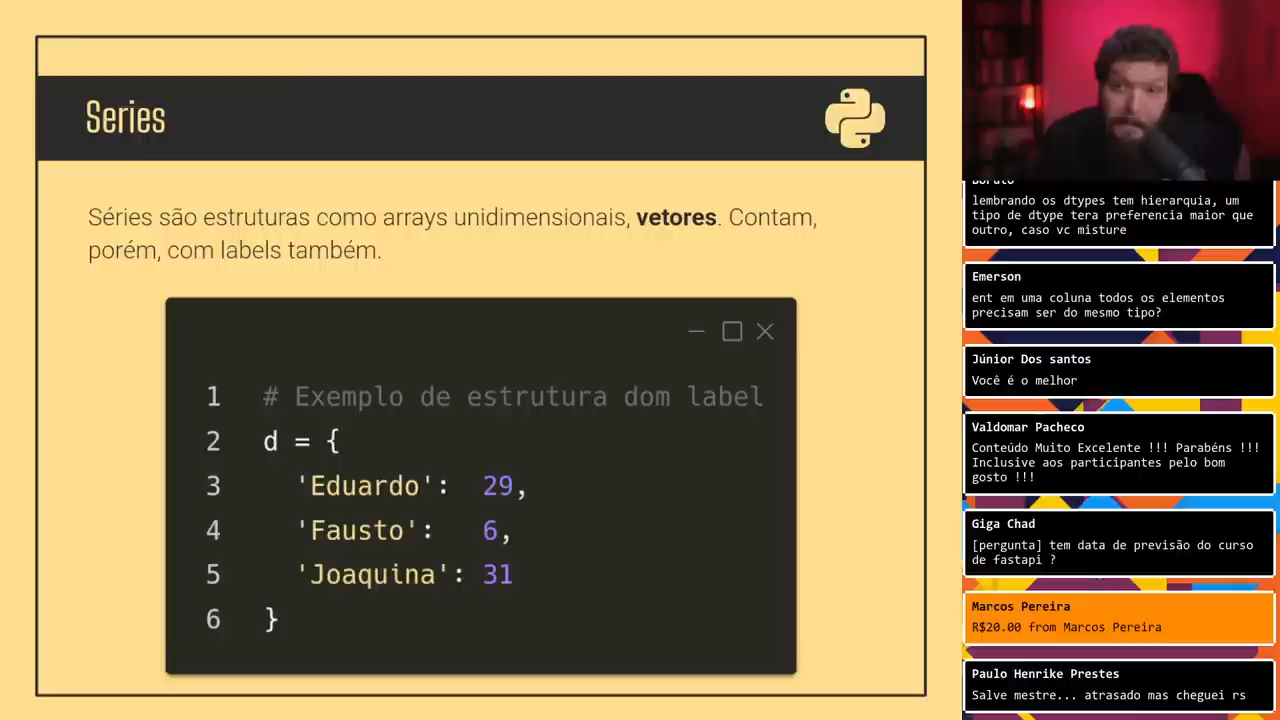 Series
Séries são estruturas como arrays unidimensionais, vetores. Contam,
porém, com labels também.
1 # Exemplo de estrutura dom label
2 d = {
3 'Eduardo': 29,
4 'Fausto': 6,
5 'Joaquina': 31
6 }
Boruto
lembrando os dtypes tem hierarquia, um
tipo de dtype tera preferencia maior que
outro, caso vc misture
Emerson
ent em uma coluna todos os elementos
precisam ser do mesmo tipo?
Júnior Dos santos
Você é o melhor
Valdomar Pacheco
Conteúdo Muito Excelente !!! Parabéns !!!
Inclusive aos participantes pelo bom
gosto !!!
Giga Chad
[pergunta] tem data de previsão do curso
de fastapi ?
Marcos Pereira
R$20.00 from Marcos Pereira
Paulo Henrike Prestes
Salve mestre... atrasado mas cheguei rs